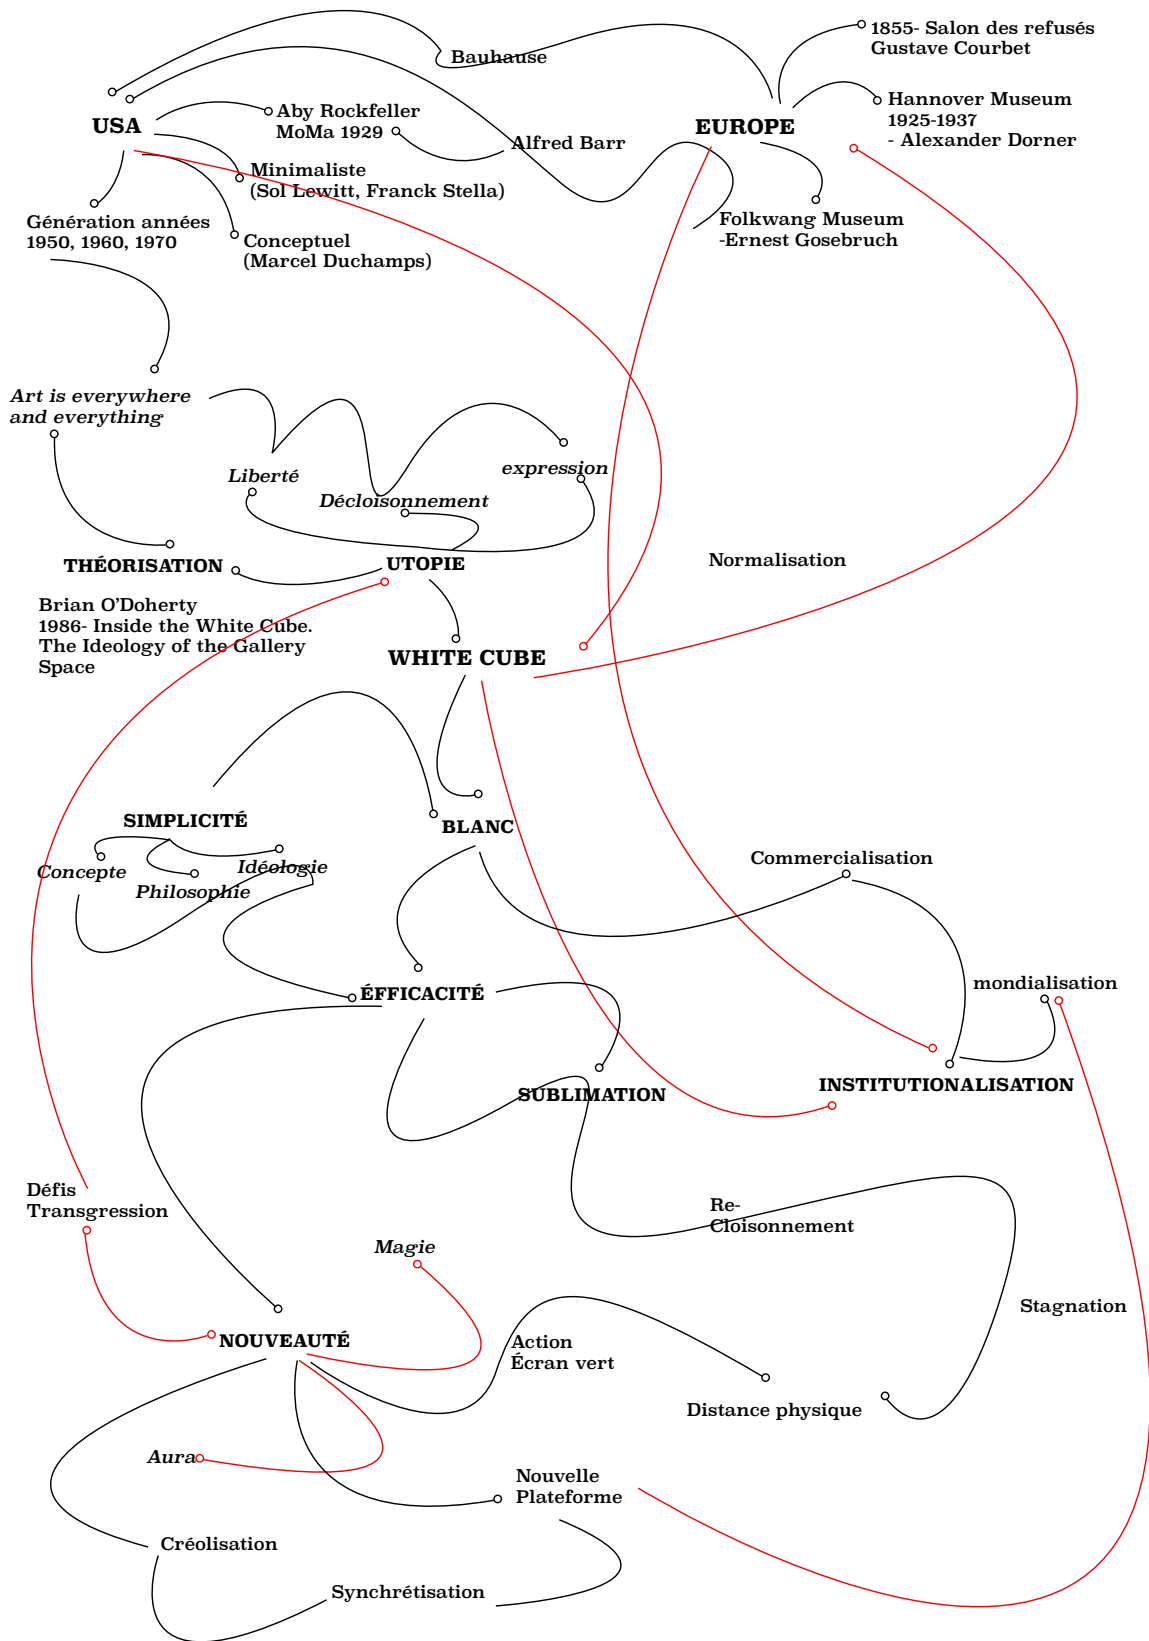 Bauhause
1855- Salon des refusés
Gustave Courbet
USA
Aby Rockfeller
MoMa 1929
Alfred Barr
EUROPE
Hannover Museum
1925-1937
- Alexander Dorner
Minimaliste
(Sol Lewitt, Franck Stella)
Génération années
1950, 1960, 1970
Conceptuel
(Marcel Duchamps)
Folkwang Museum
-Ernest Gosebruch
Art is everywhere
and everything
Liberté
Décloisonnement
expression
THÉORISATION
UTOPIE
Normalisation
Brian O'Doherty
1986- Inside the White Cube.
The Ideology of the Gallery
Space
WHITE CUBE
SIMPLICITÉ
BLANC
Concepte
Philosophie
Idéologie
Commercialisation
ÉFFICACITÉ
mondialisation
SUBLIMATION
INSTITUTIONALISATION
Défis
Transgression
Re-
Cloisonnement
Magie
Stagnation
NOUVEAUTÉ
Action
Écran vert
Distance physique
Aura
Nouvelle
Plateforme
Créolisation
Synchrétisation